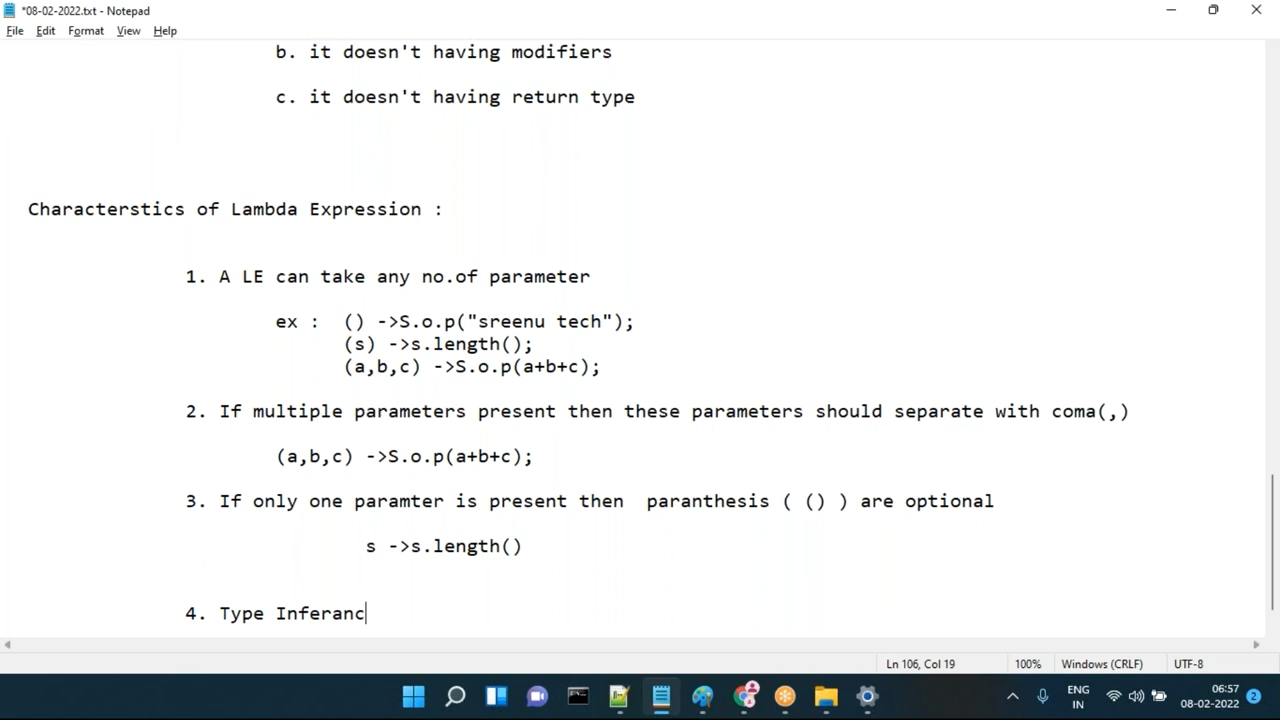 *08-02-2022.txt - Notepad
File Edit Format View Help
b. it doesn't having modifiers
c. it doesn't having return type
Characterstics of Lambda Expression :
1. A LE can take any no.of parameter
ex : () ->S.o.p("sreenu tech");
(s) ->s.length();
(a,b,c) ->S.o.p(a+b+c);
2. If multiple parameters present then these parameters should separate with coma(,)
(a,b,c) ->S.o.p(a+b+c);
3. If only one paramter is present then  paranthesis ( () ) are optional
s ->s.length()
4. Type Inferanc
Ln 106, Col 19 100% Windows (CRLF) UTF-8
ENG
IN
06:57
08-02-2022
2